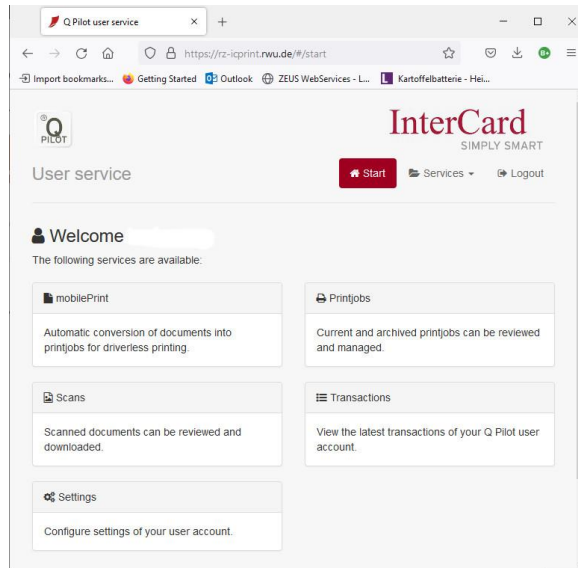 Q Pilot user service
https://rz-icprint.rwu.de/#/start
Import bookmarks... Getting Started Outlook ZEUS WebServices - L... Kartoffelbatterie - Hei...
Q
PILOT
InterCard
SIMPLY SMART
User service
Start Services Logout
Welcome
The following services are available:
mobilePrint
Automatic conversion of documents into
printjobs for driverless printing.
Printjobs
Current and archived printjobs can be reviewed
and managed.
Scans
Scanned documents can be reviewed and
downloaded.
Transactions
View the latest transactions of your Q Pilot user
account.
Settings
Configure settings of your user account.